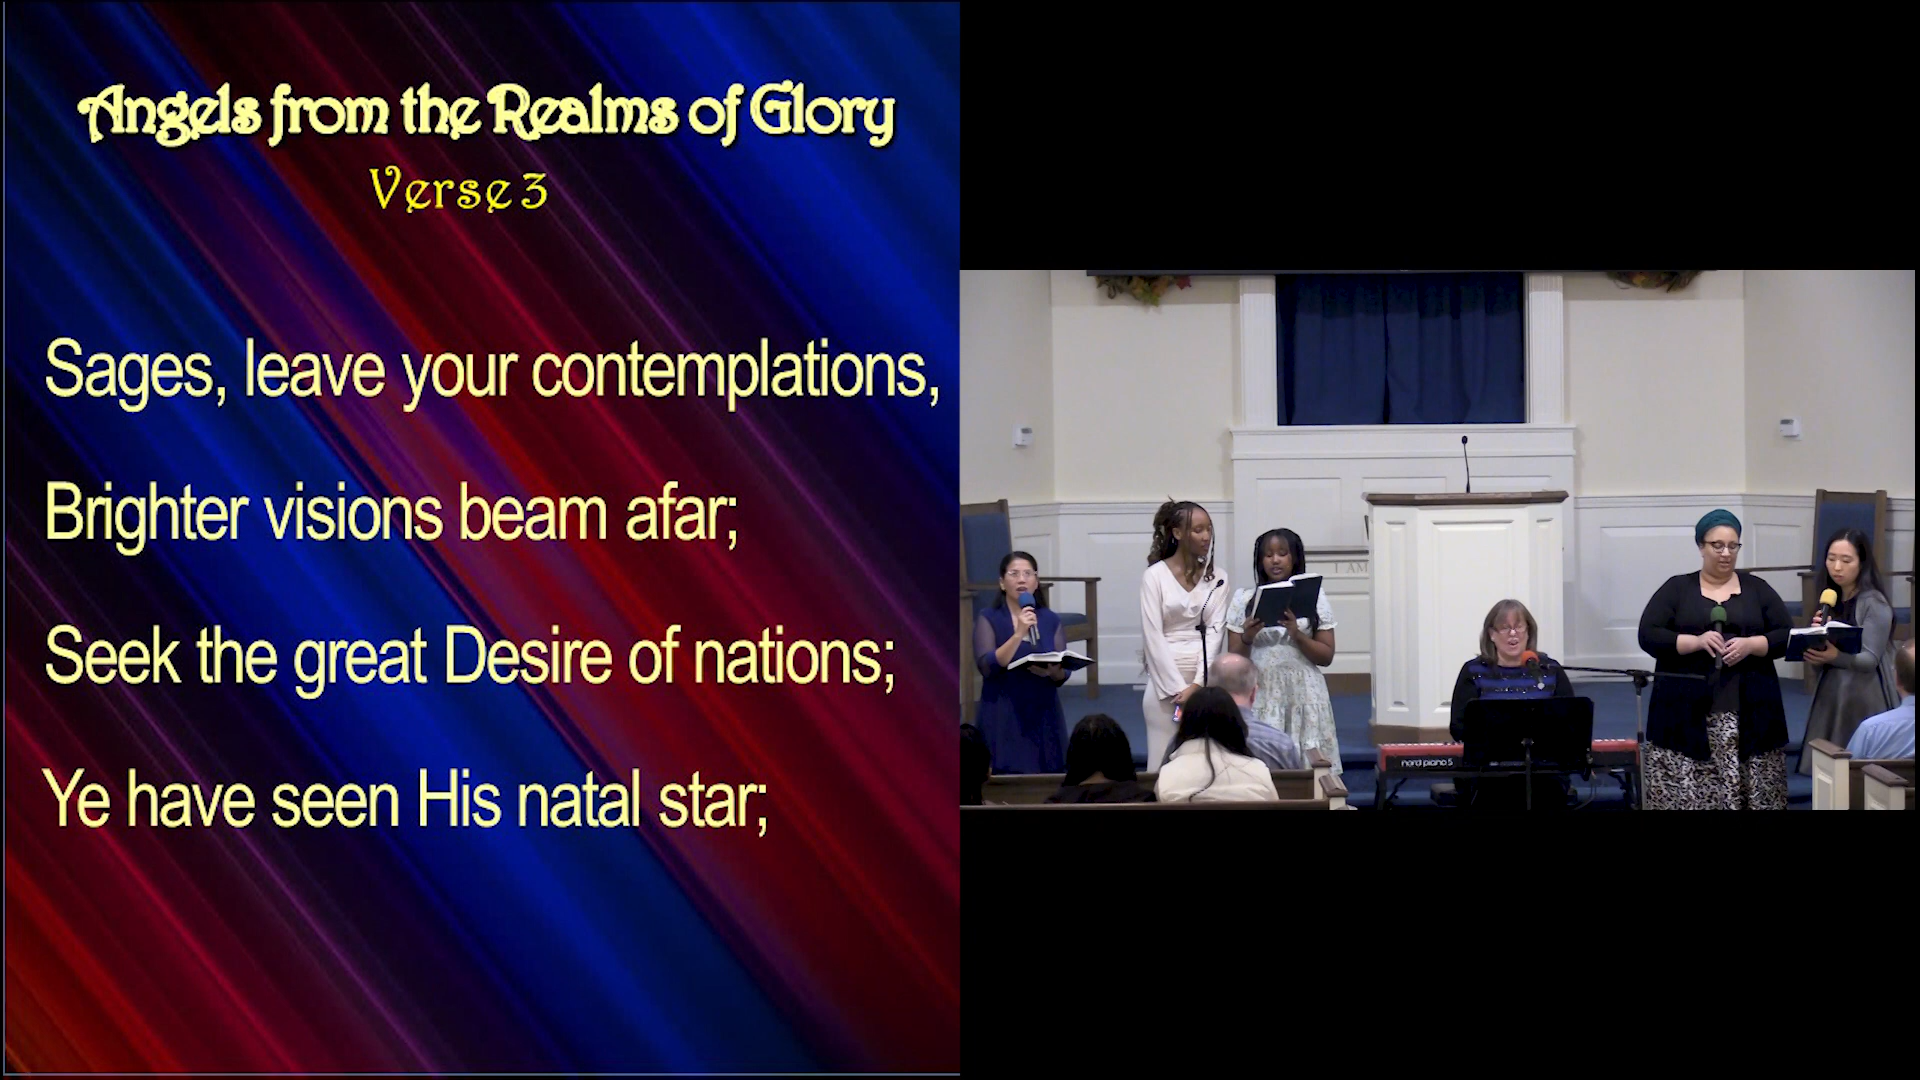 Angels from the Realms of Glory
Verse 3
Sages, leave your contemplations,
Brighter visions beam afar;
Seek the great Desire of nations;
Ye have seen His natal star;
I AM
nord piano 5